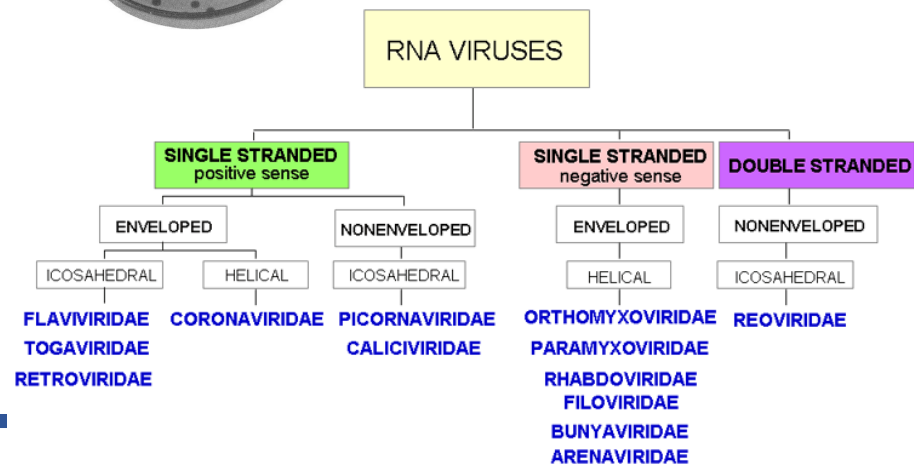 RNA VIRUSES
SINGLE STRANDED
positive sense
SINGLE STRANDED
negative sense
DOUBLE STRANDED
ENVELOPED
NONENVELOPED
ENVELOPED
NONENVELOPED
ICOSAHEDRAL
HELICAL
ICOSAHEDRAL
HELICAL
ICOSAHEDRAL
FLAVIVIRIDAE
TOGAVIRIDAE
RETROVIRIDAE
CORONAVIRIDAE
PICORNAVIRIDAE
CALICIVIRIDAE
ORTHOMYXOVIRIDAE
PARAMYXOVIRIDAE
RHABDOVIRIDAE
FILOVIRIDAE
BUNYAVIRIDAE
ARENAVIRIDAE
REOVIRIDAE